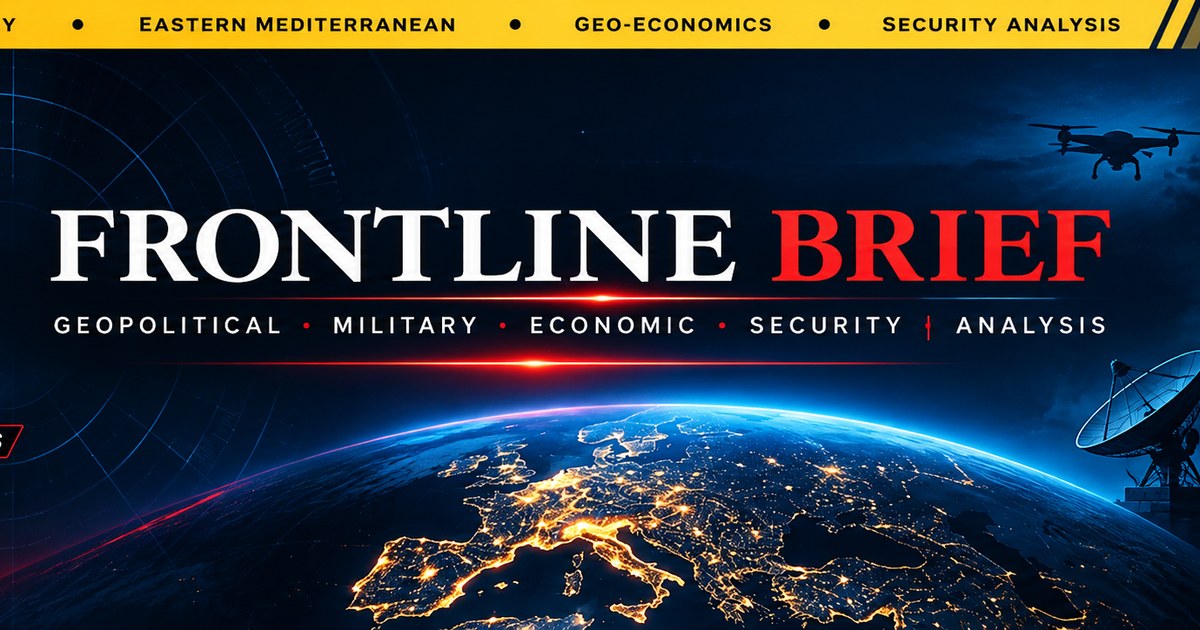 Y • EASTERN MEDITERRANEAN • GEO-ECONOMICS • SECURITY ANALYSIS
FRONTLINE BRIEF
GEOPOLITICAL • MILITARY • ECONOMIC • SECURITY | ANALYSIS
S